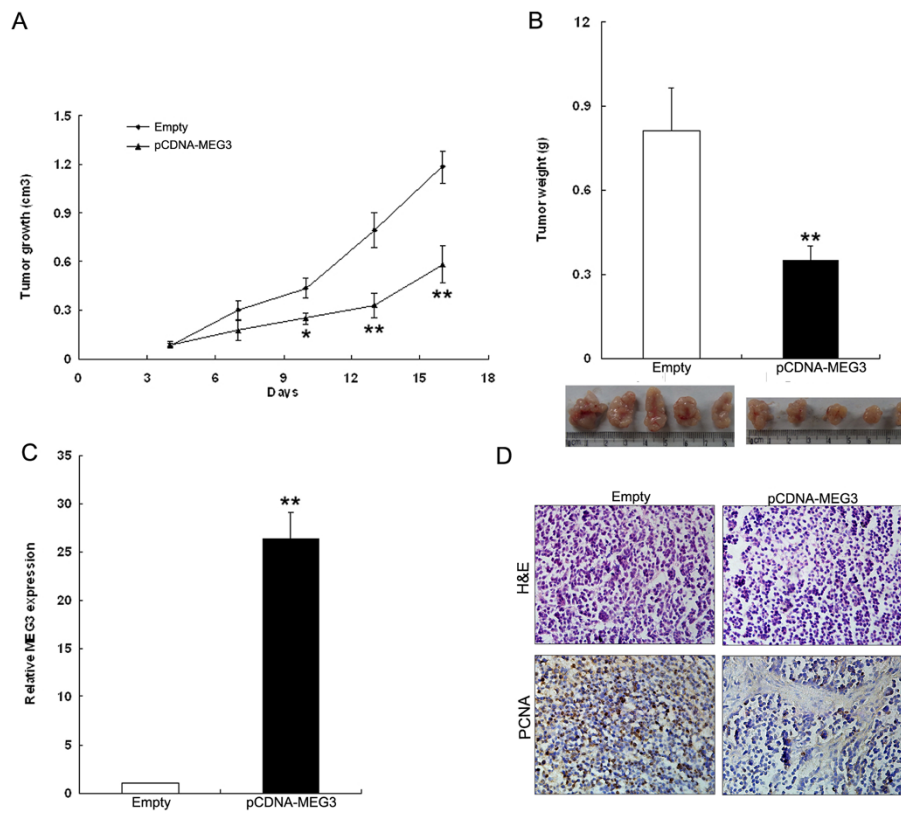 A
Tumor growth (cm3)
1.5
1.2
0.9
0.6
0.3
0
Empty
pCDNA-MEG3
*
**
**
0 3 6 9 12 15 18
Days
B
Tumor weight (g)
12
0.9
0.6
0.3
0
**
Empty pCDNA-MEG3
C
Relative MEG3 expression
35
30
25
20
15
10
5
0
**
Empty pCDNA-MEG3
D
Empty pCDNA-MEG3
H&E
PCNA